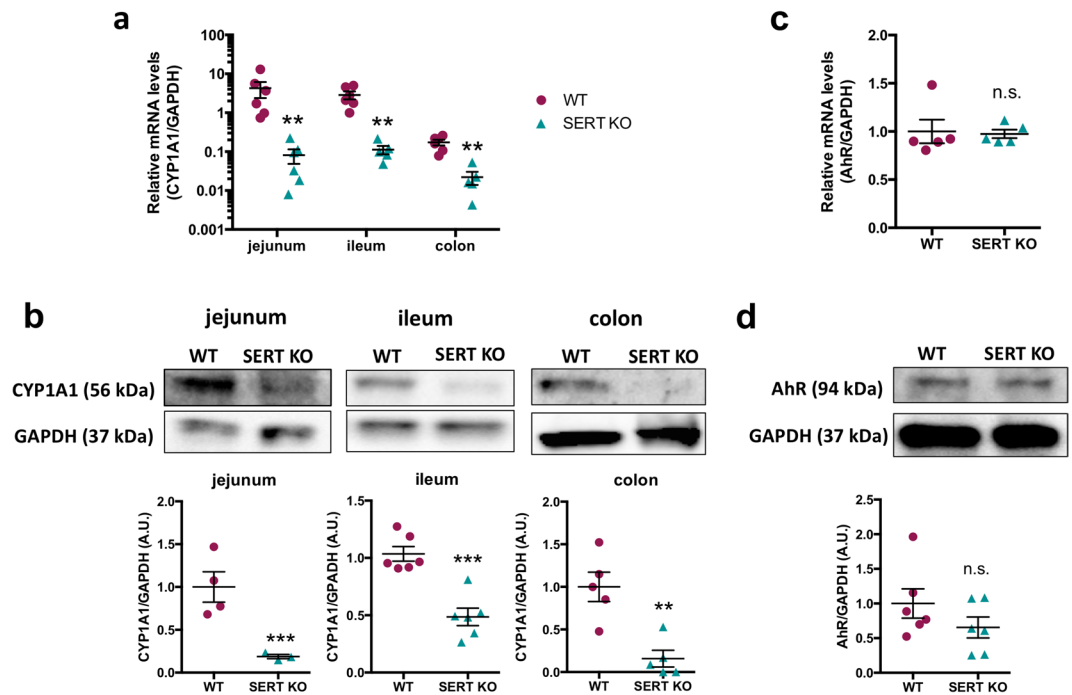 a
Relative mRNA levels
(CYP1A1/GAPDH)
100
10
1
0.1
0.01
0.001
**
**
**
jejunum
ileum
colon
WT
SERT KO
c
Relative mRNA levels
(AhR/GAPDH)
2.0
1.5
1.0
0.5
0.0
n.s.
WT
SERT KO
b
jejunum
ileum
colon
WT
SERT KO
WT
SERT KO
WT
SERT KO
CYP1A1 (56 kDa)
GAPDH (37 kDa)
jejunum
CYP1A1/GAPDH (A.U.)
2.0
1.5
1.0
0.5
0.0
***
WT
SERT KO
ileum
CYP1A1/GPADH (A.U.)
1.5
1.0
0.5
0.0
***
WT
SERT KO
colon
CYP1A1/GAPDH (A.U.)
2.0
1.5
1.0
0.5
0.0
**
WT
SERT KO
d
WT
SERT KO
AhR (94 kDa)
GAPDH (37 kDa)
AhR/GAPDH (A.U.)
2.5
2.0
1.5
1.0
0.5
0.0
n.s.
WT
SERT KO